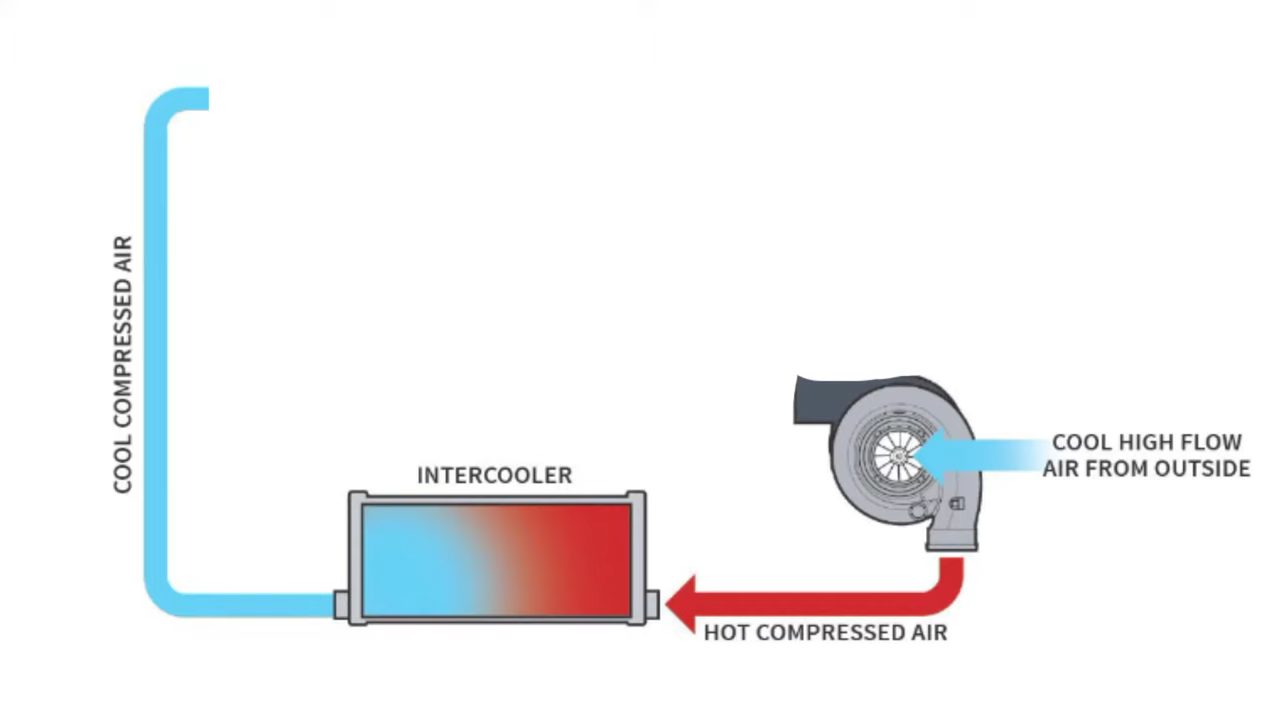 COOL COMPRESSED AIR
INTERCOOLER
COOL HIGH FLOW
AIR FROM OUTSIDE
HOT COMPRESSED AIR